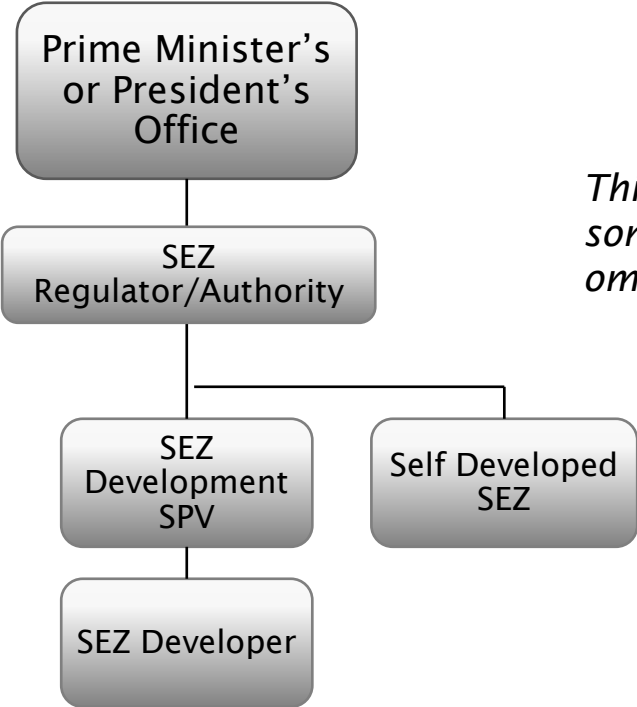 Prime Minister’s
or President’s
Office
SEZ
Regulator/Authority
SEZ
Development
SPV
Self Developed
SEZ
SEZ Developer